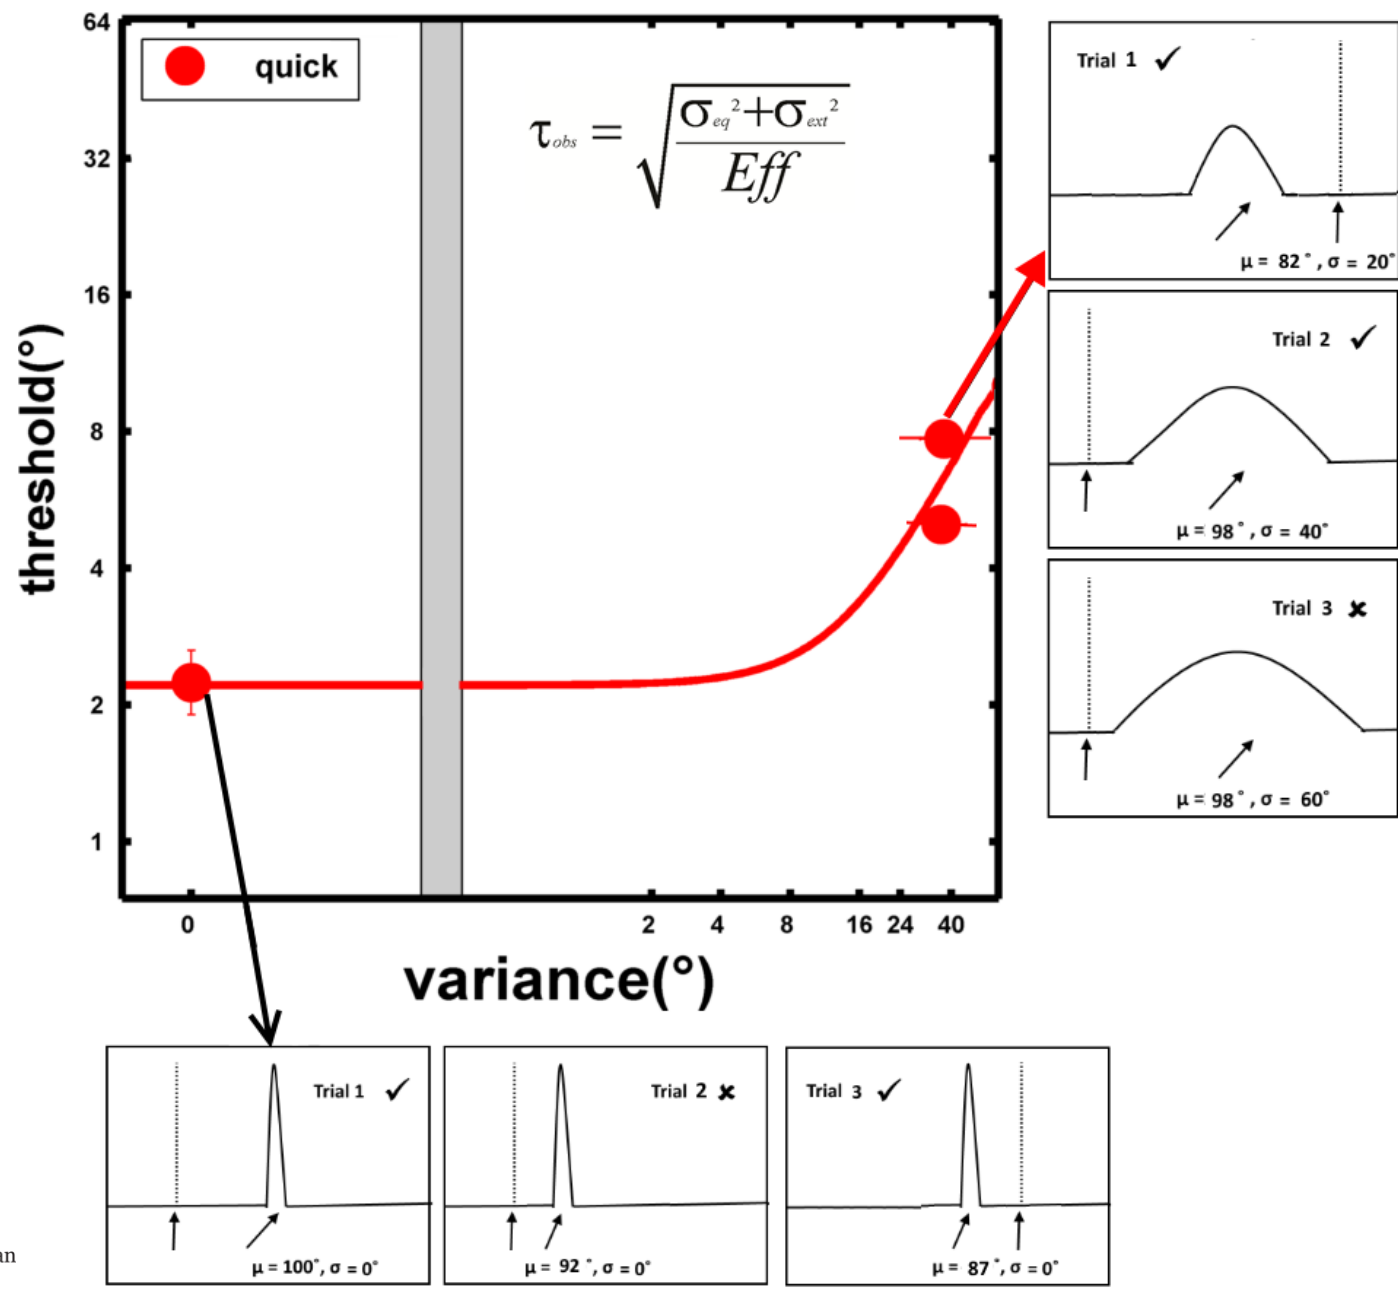 64
quick
τobs = √((σeq²+σext²)/Eff)
32
16
8
4
2
1
threshold(°)
0 2 4 8 16 24 40
variance(°)
Trial 1 ✓
μ = 82°, σ = 20°
Trial 2 ✓
μ = 98°, σ = 40°
Trial 3 ✘
μ = 98°, σ = 60°
Trial 1 ✓
μ = 100°, σ = 0°
Trial 2 ✘
μ = 92°, σ = 0°
Trial 3 ✓
μ = 87°, σ = 0°
an